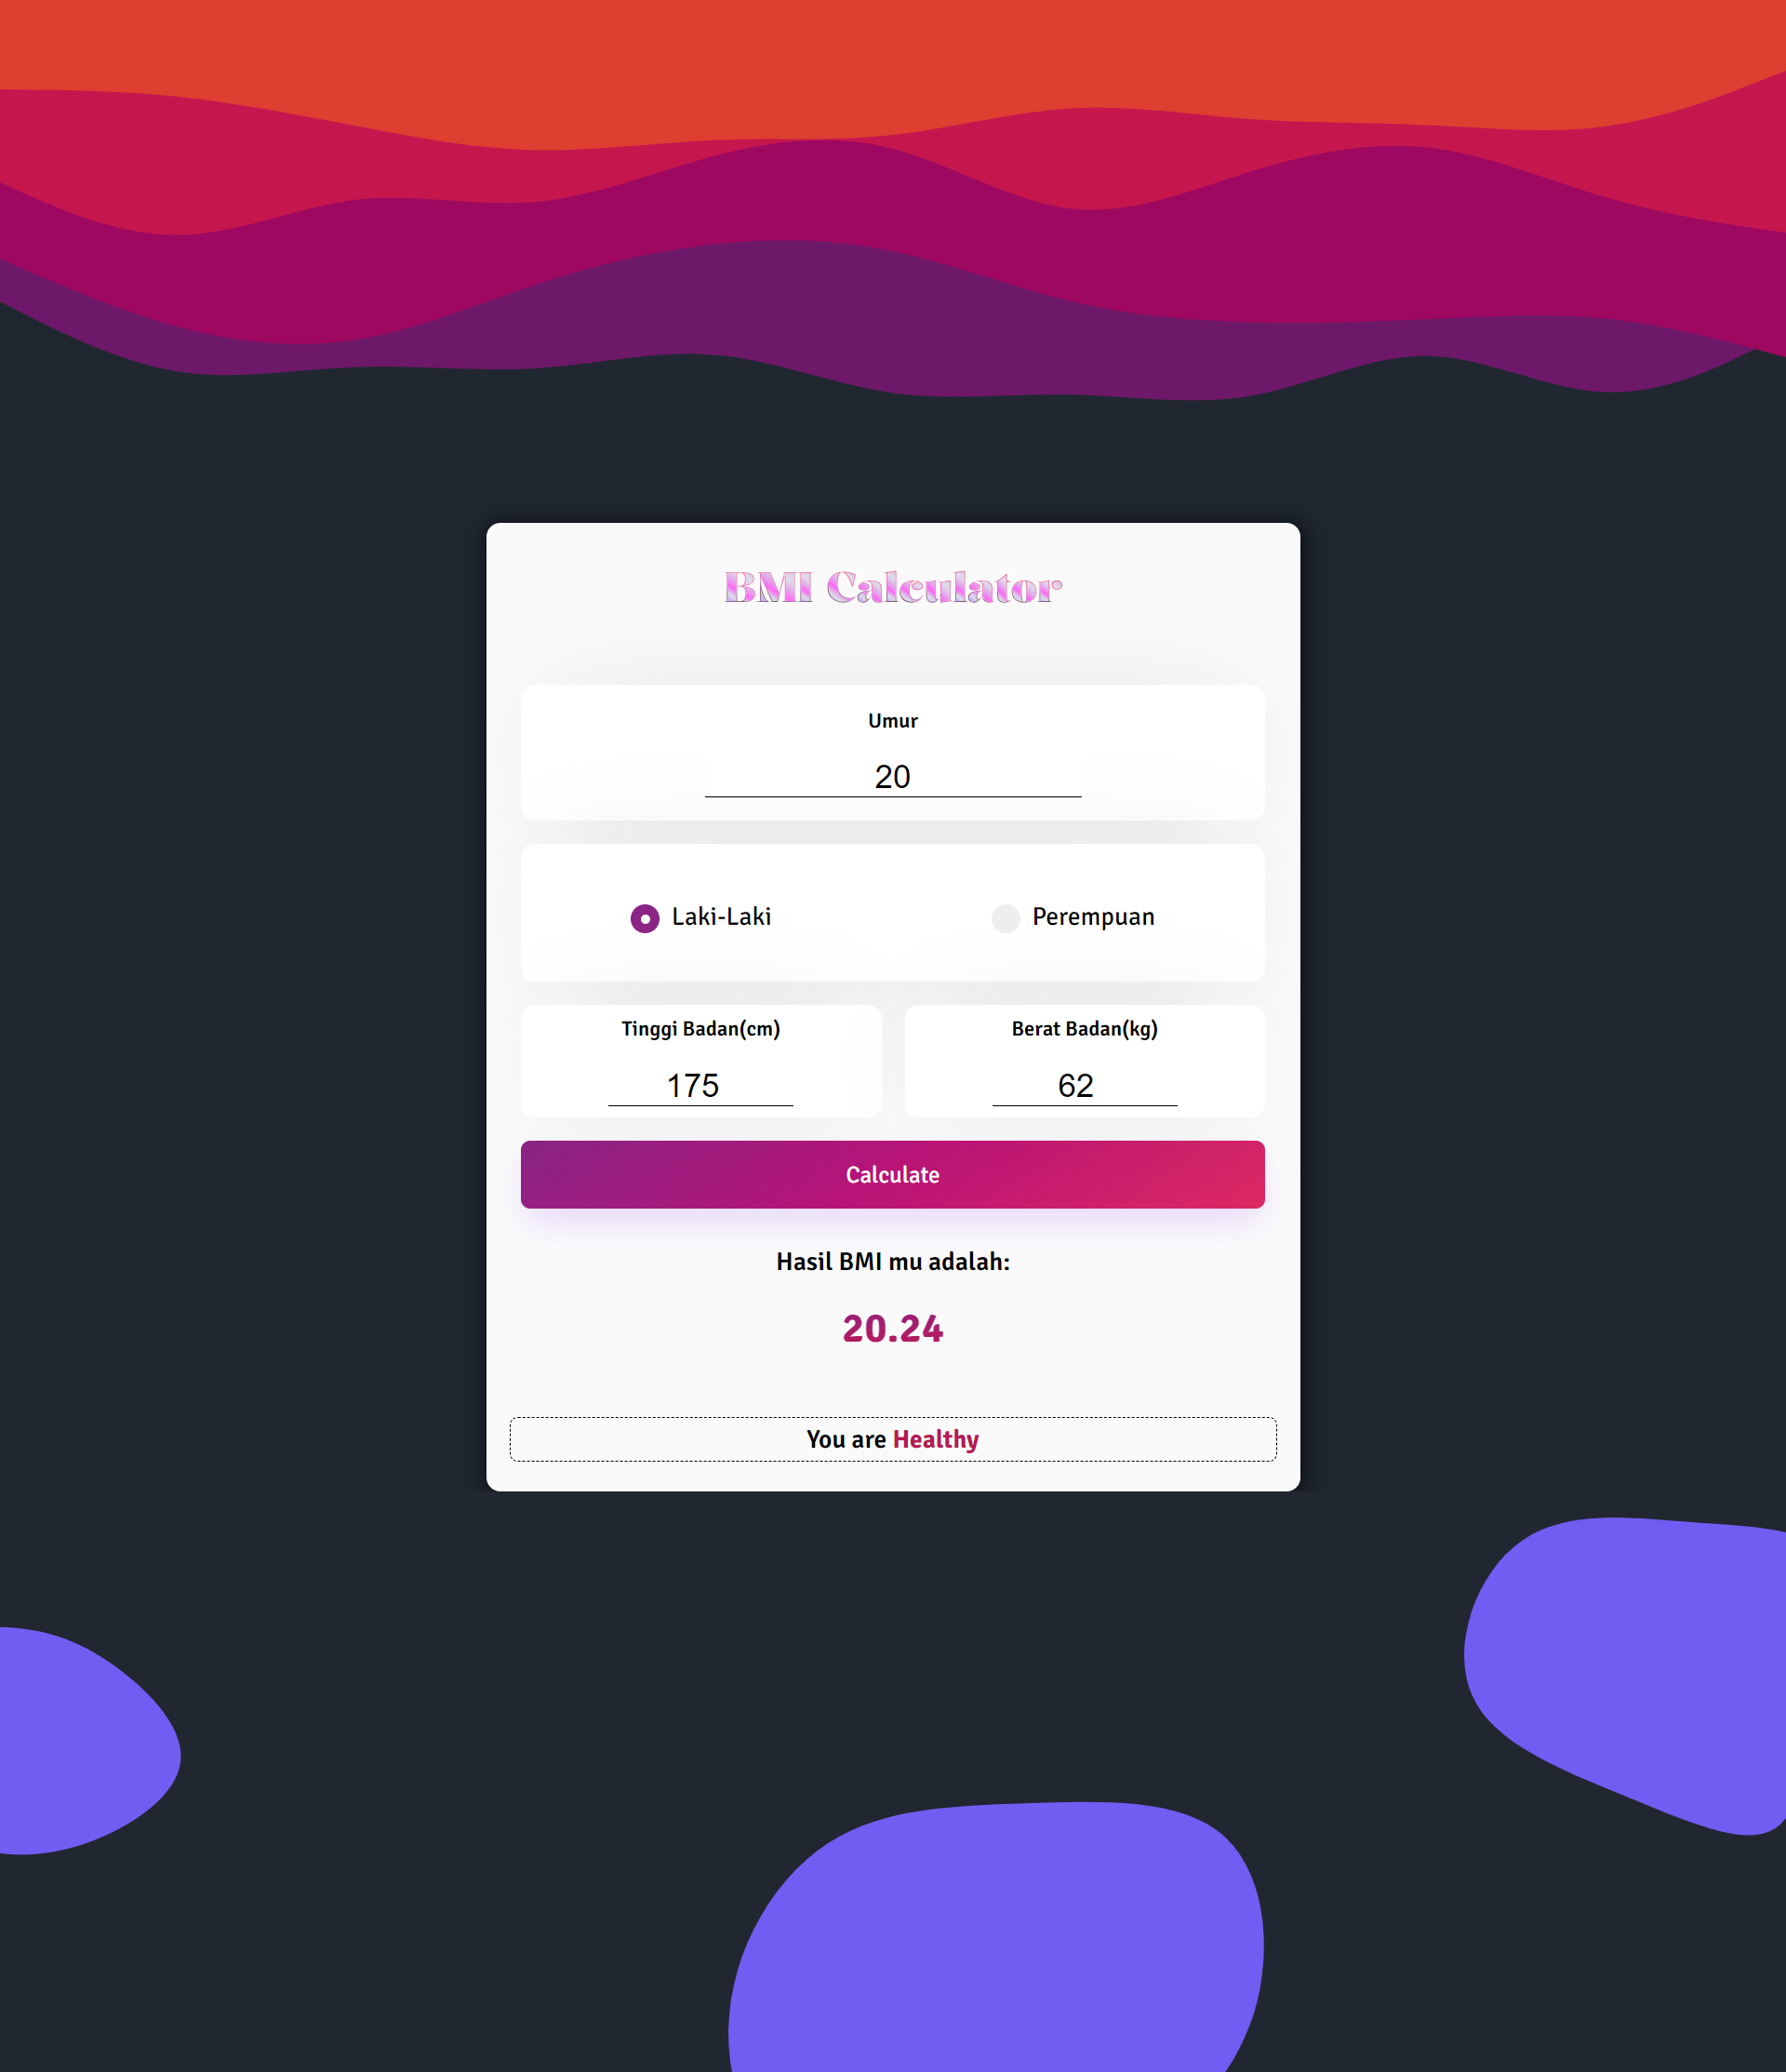 BMI Calculator
Umur
20
Laki-Laki Perempuan
Tinggi Badan(cm) Berat Badan(kg)
175 62
Calculate
Hasil BMI mu adalah:
20.24
You are Healthy